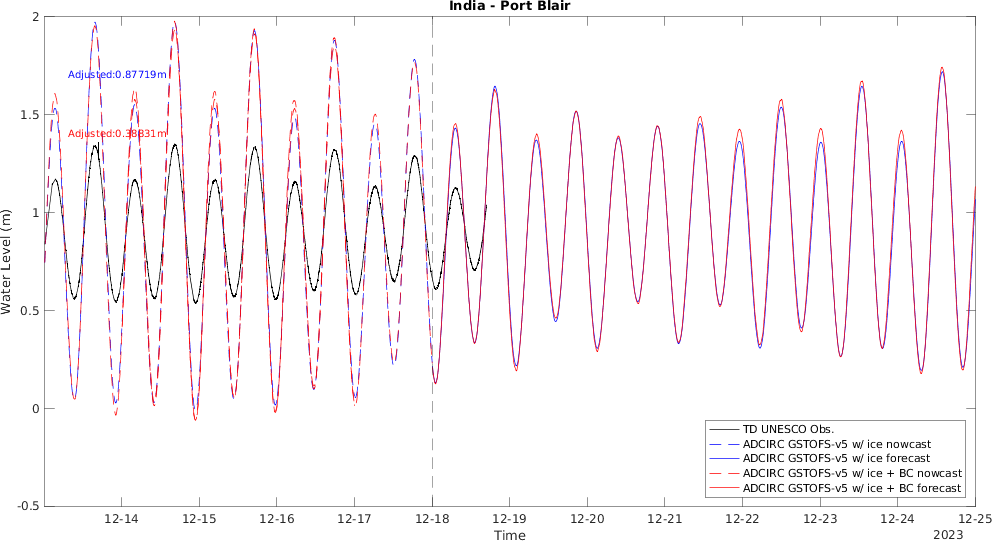 India - Port Blair
2
1.5
1
0.5
0
-0.5
Water Level (m)
Adjusted:0.87719m
Adjusted:0.38831m
TD UNESCO Obs.
ADCIRC GSTOFS-v5 w/ ice nowcast
ADCIRC GSTOFS-v5 w/ ice forecast
ADCIRC GSTOFS-v5 w/ ice + BC nowcast
ADCIRC GSTOFS-v5 w/ ice + BC forecast
12-14 12-15 12-16 12-17 12-18 12-19 12-20 12-21 12-22 12-23 12-24 12-25
Time
2023